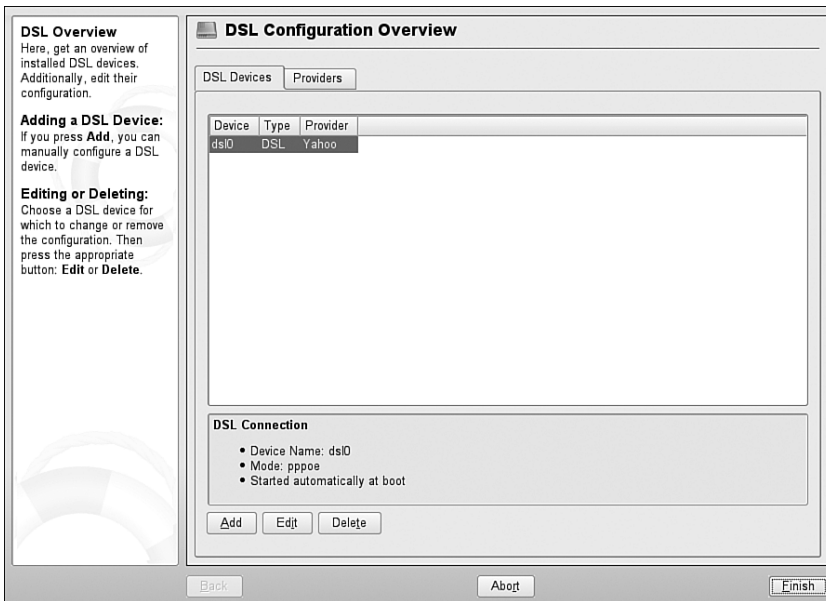 DSL Overview
Here, get an overview of
installed DSL devices.
Additionally, edit their
configuration.
Adding a DSL Device:
If you press Add, you can
manually configure a DSL
device.
Editing or Deleting:
Choose a DSL device for
which to change or remove
the configuration. Then
press the appropriate
button: Edit or Delete.
DSL Configuration Overview
DSL Devices Providers
Device Type Provider
dsl0 DSL Yahoo
DSL Connection
• Device Name: dsl0
• Mode: pppoe
• Started automatically at boot
Add Edit Delete
Back Abort Finish